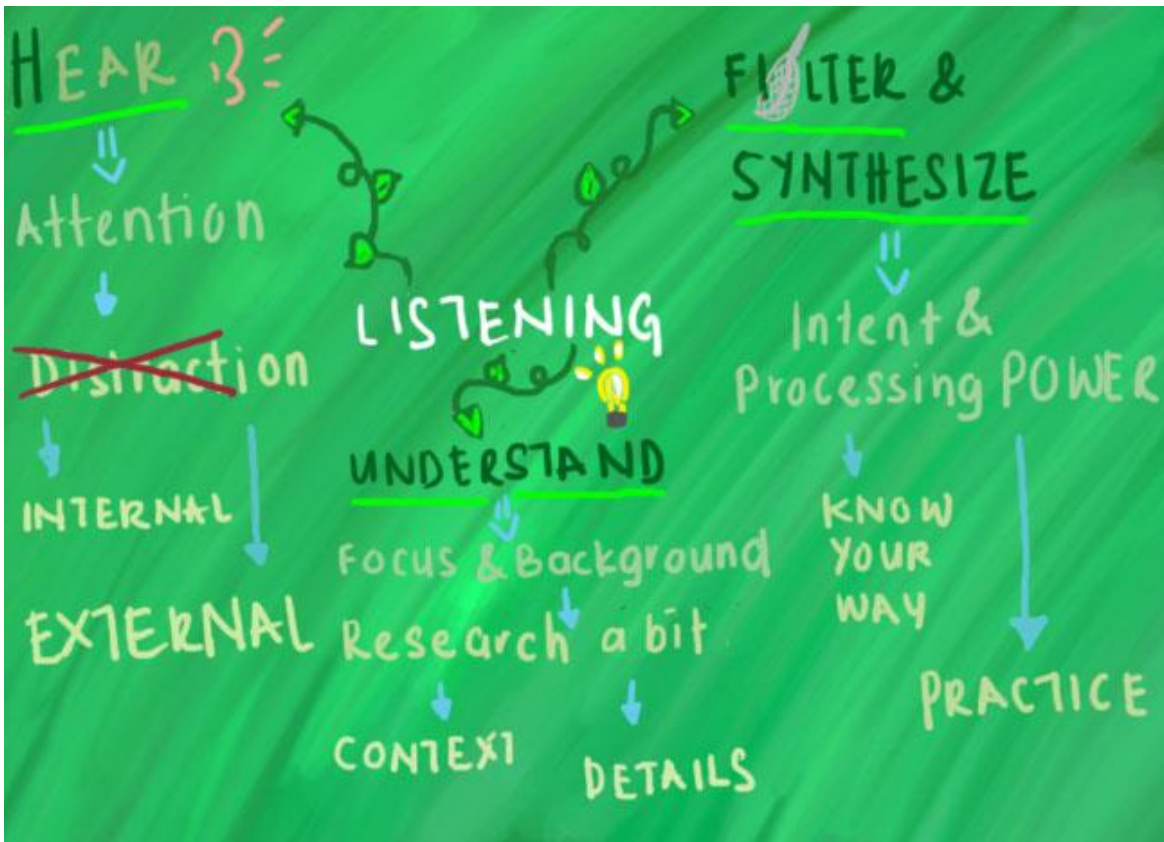 HEAR
Attention
Distraction
INTERNAL
EXTERNAL
LISTENING
UNDERSTAND
Focus & Background
Research a bit.
CONTEXT
DETAILS
FILTER &
SYNTHESIZE
Intent &
Processing POWER
KNOW
YOUR
WAY
PRACTICE